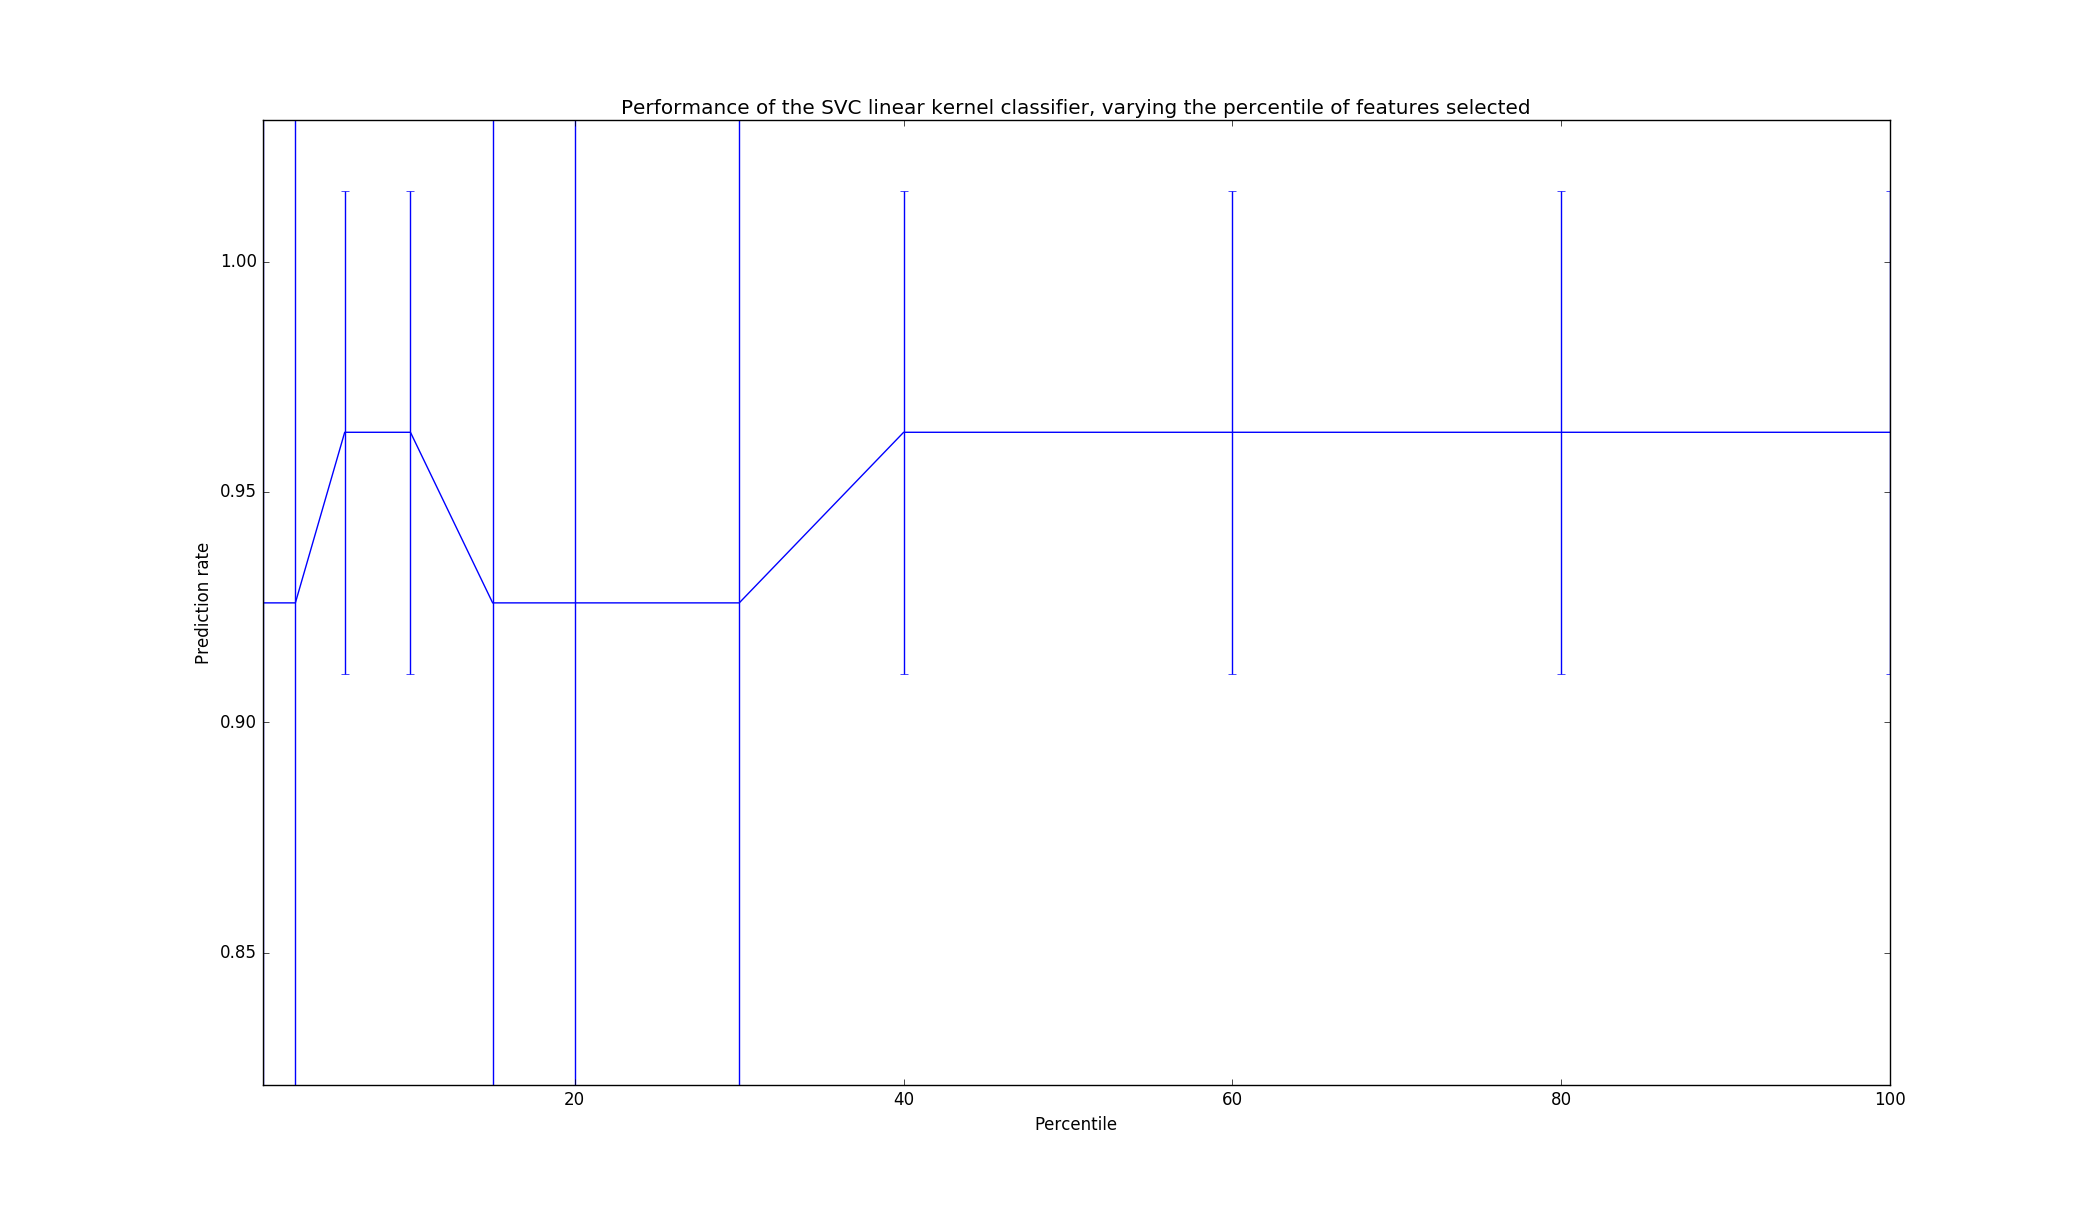 Performance of the SVC linear kernel classifier, varying the percentile of features selected
1.00
0.95
0.90
0.85
Prediction rate
20 40 60 80 100
Percentile